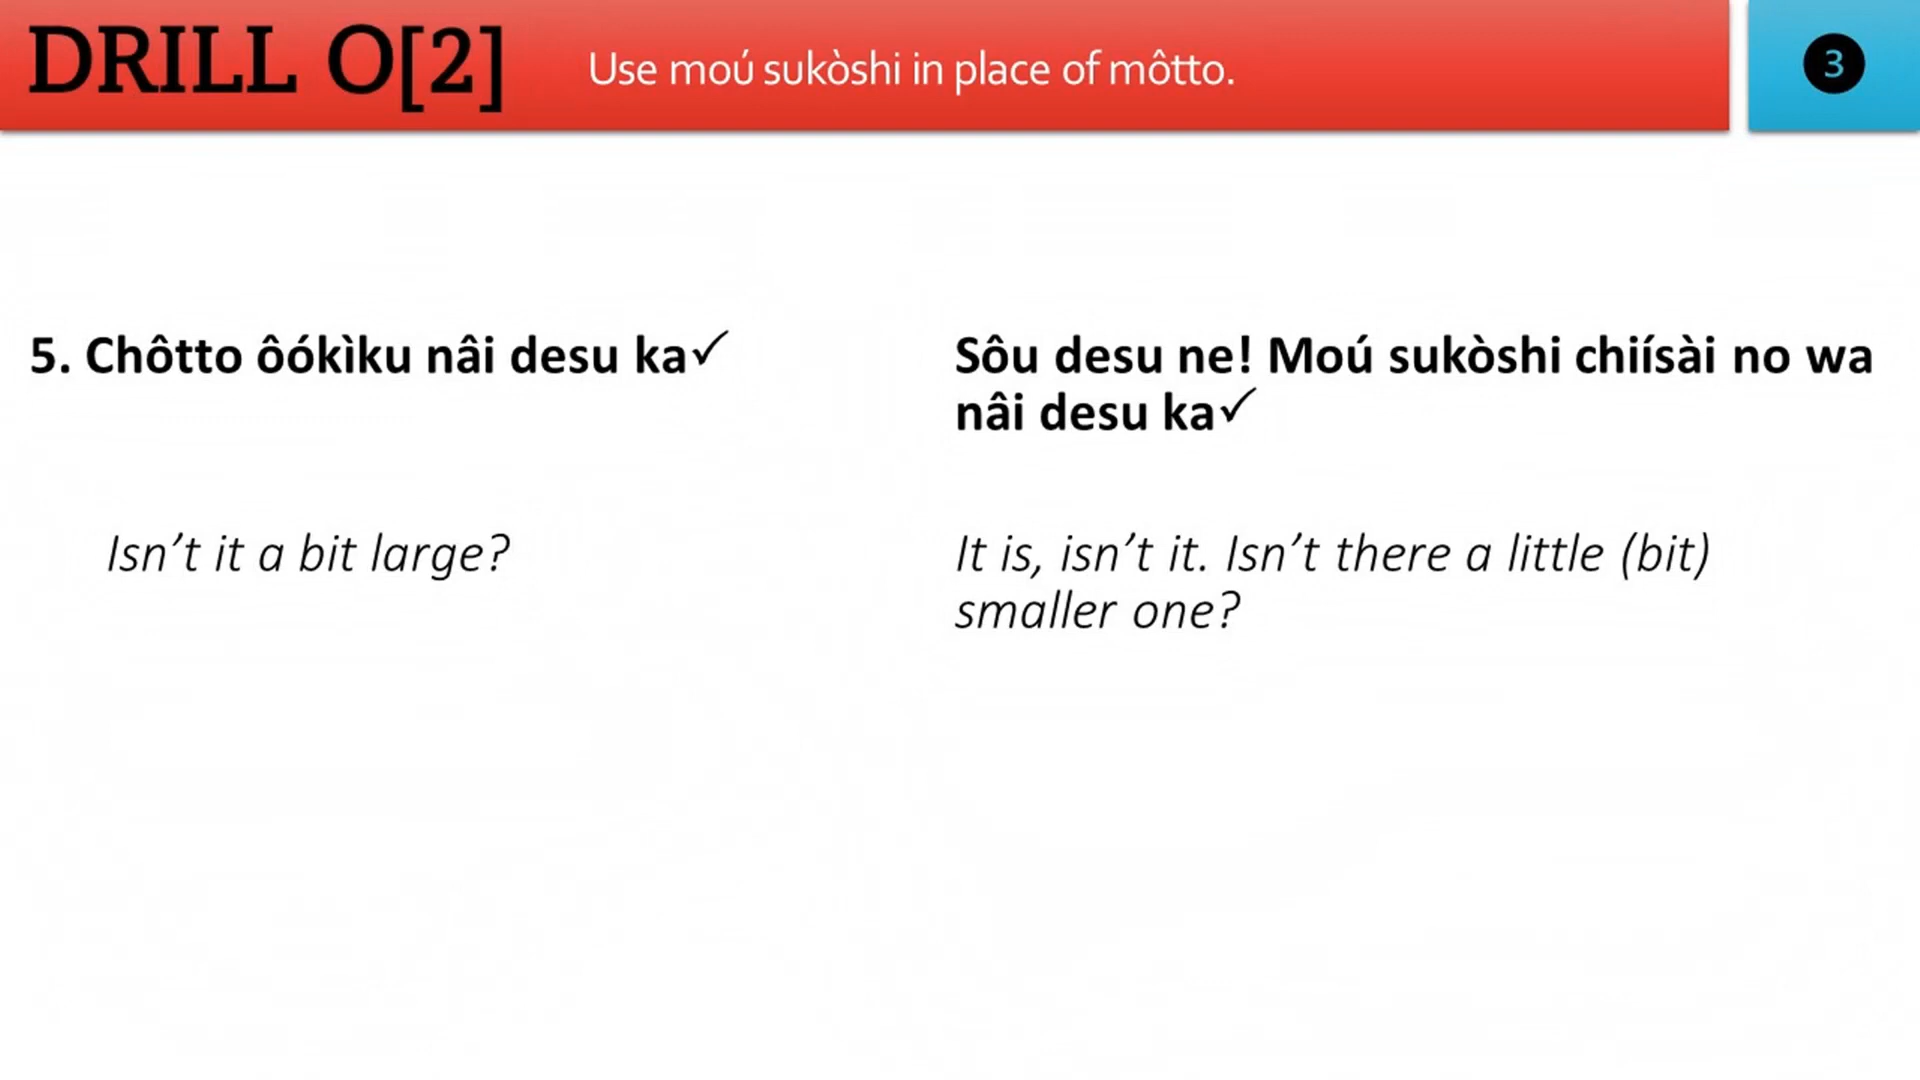 DRILL O[2]
Use moú sukòshi in place of môtto.
3
5. Chôtto ôókìku nâi desu ka✓
Sôu desu ne! Moú sukòshi chiísài no wa
nâi desu ka✓
Isn’t it a bit large?
It is, isn’t it. Isn’t there a little (bit)
smaller one?